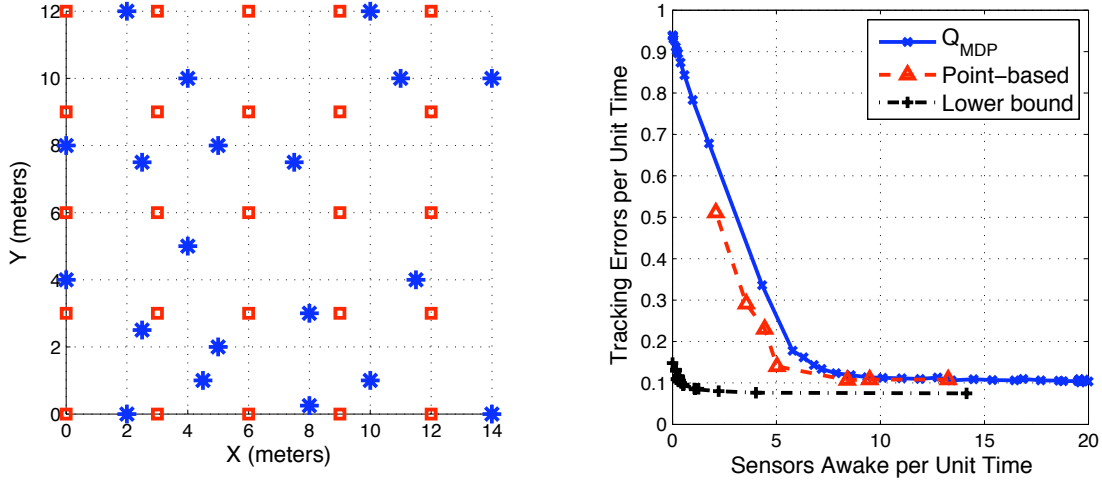 12
10
8
6
4
2
0
Y (meters)
0 2 4 6 8 10 12 14
X (meters)
1
0.9
0.8
0.7
0.6
0.5
0.4
0.3
0.2
0.1
0
Tracking Errors per Unit Time
Q_MDP
Point-based
Lower bound
0 5 10 15 20
Sensors Awake per Unit Time